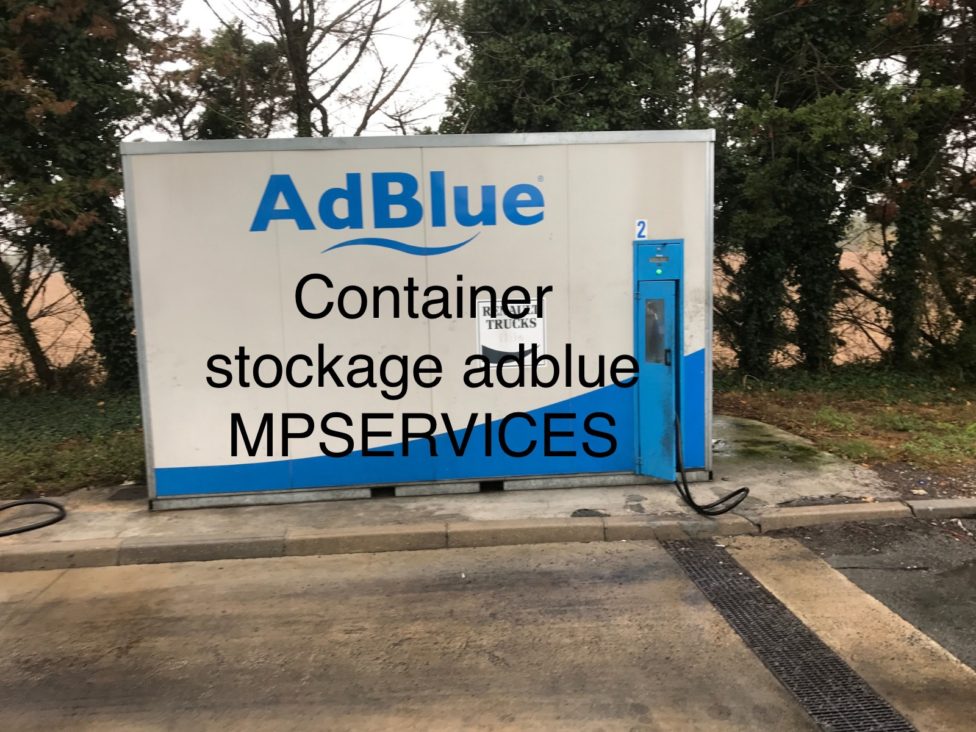 AdBlue®
2
Container
RENAULT
TRUCKS
stockage adblue
MPSERVICES